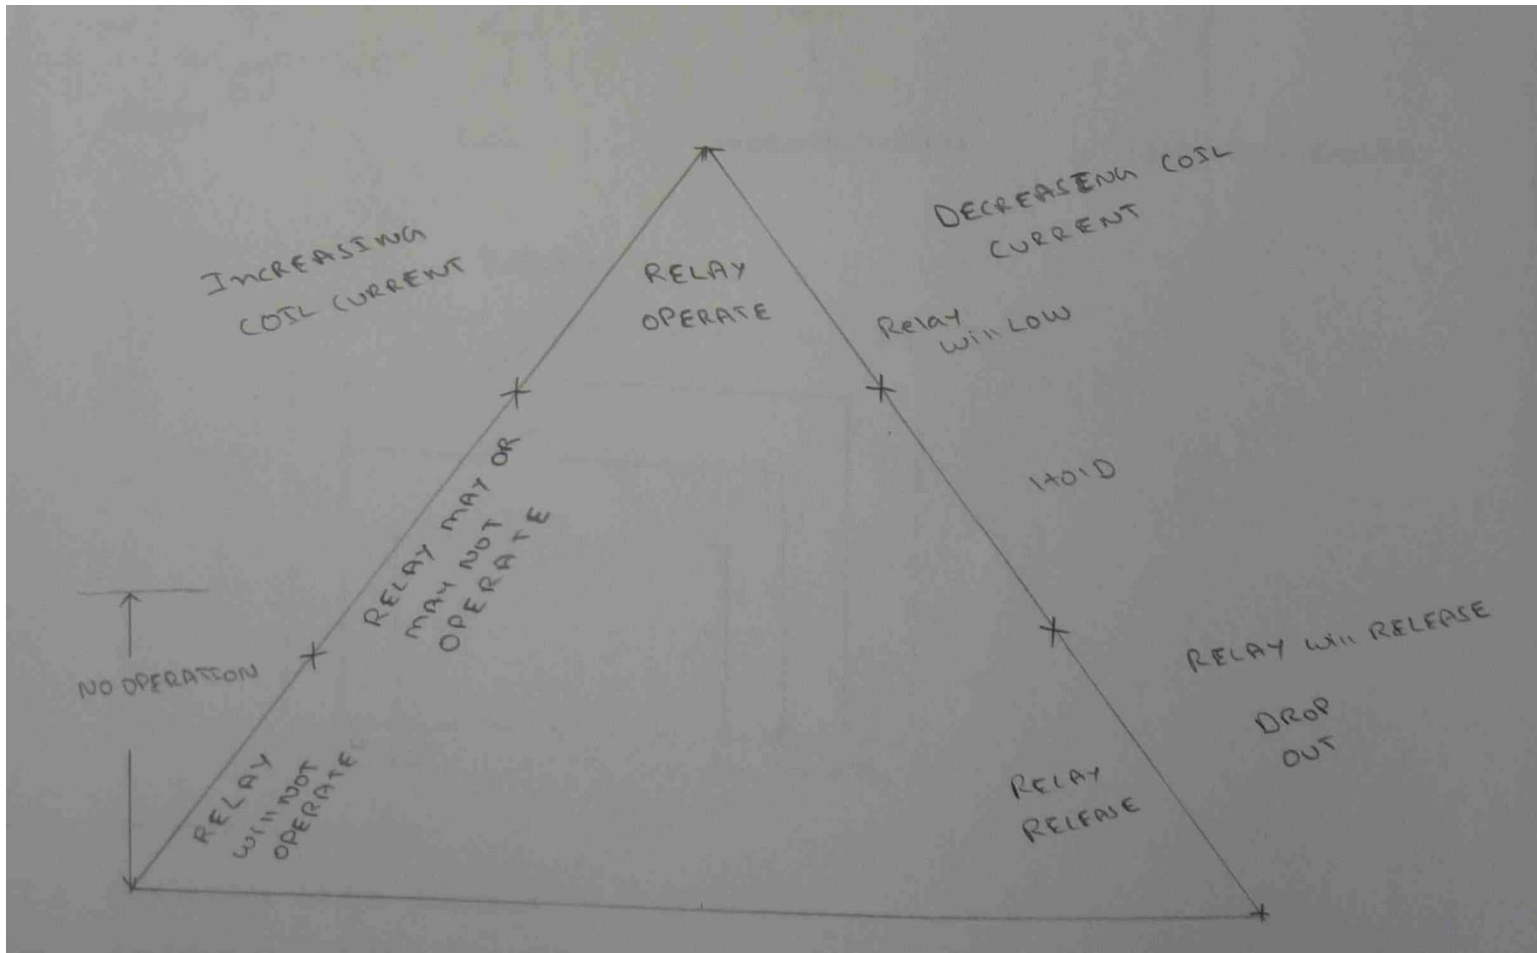 INCREASING
COIL CURRENT
DECREASING COIL
CURRENT
RELAY
OPERATE
Relay
Will LOW
RELAY MAY OR
MAY NOT
OPERATE
HOLD
NO OPERATION
RELAY
Will NOT
OPERATE
RELAY Will RELEASE
DROP
OUT
RELAY
RELEASE